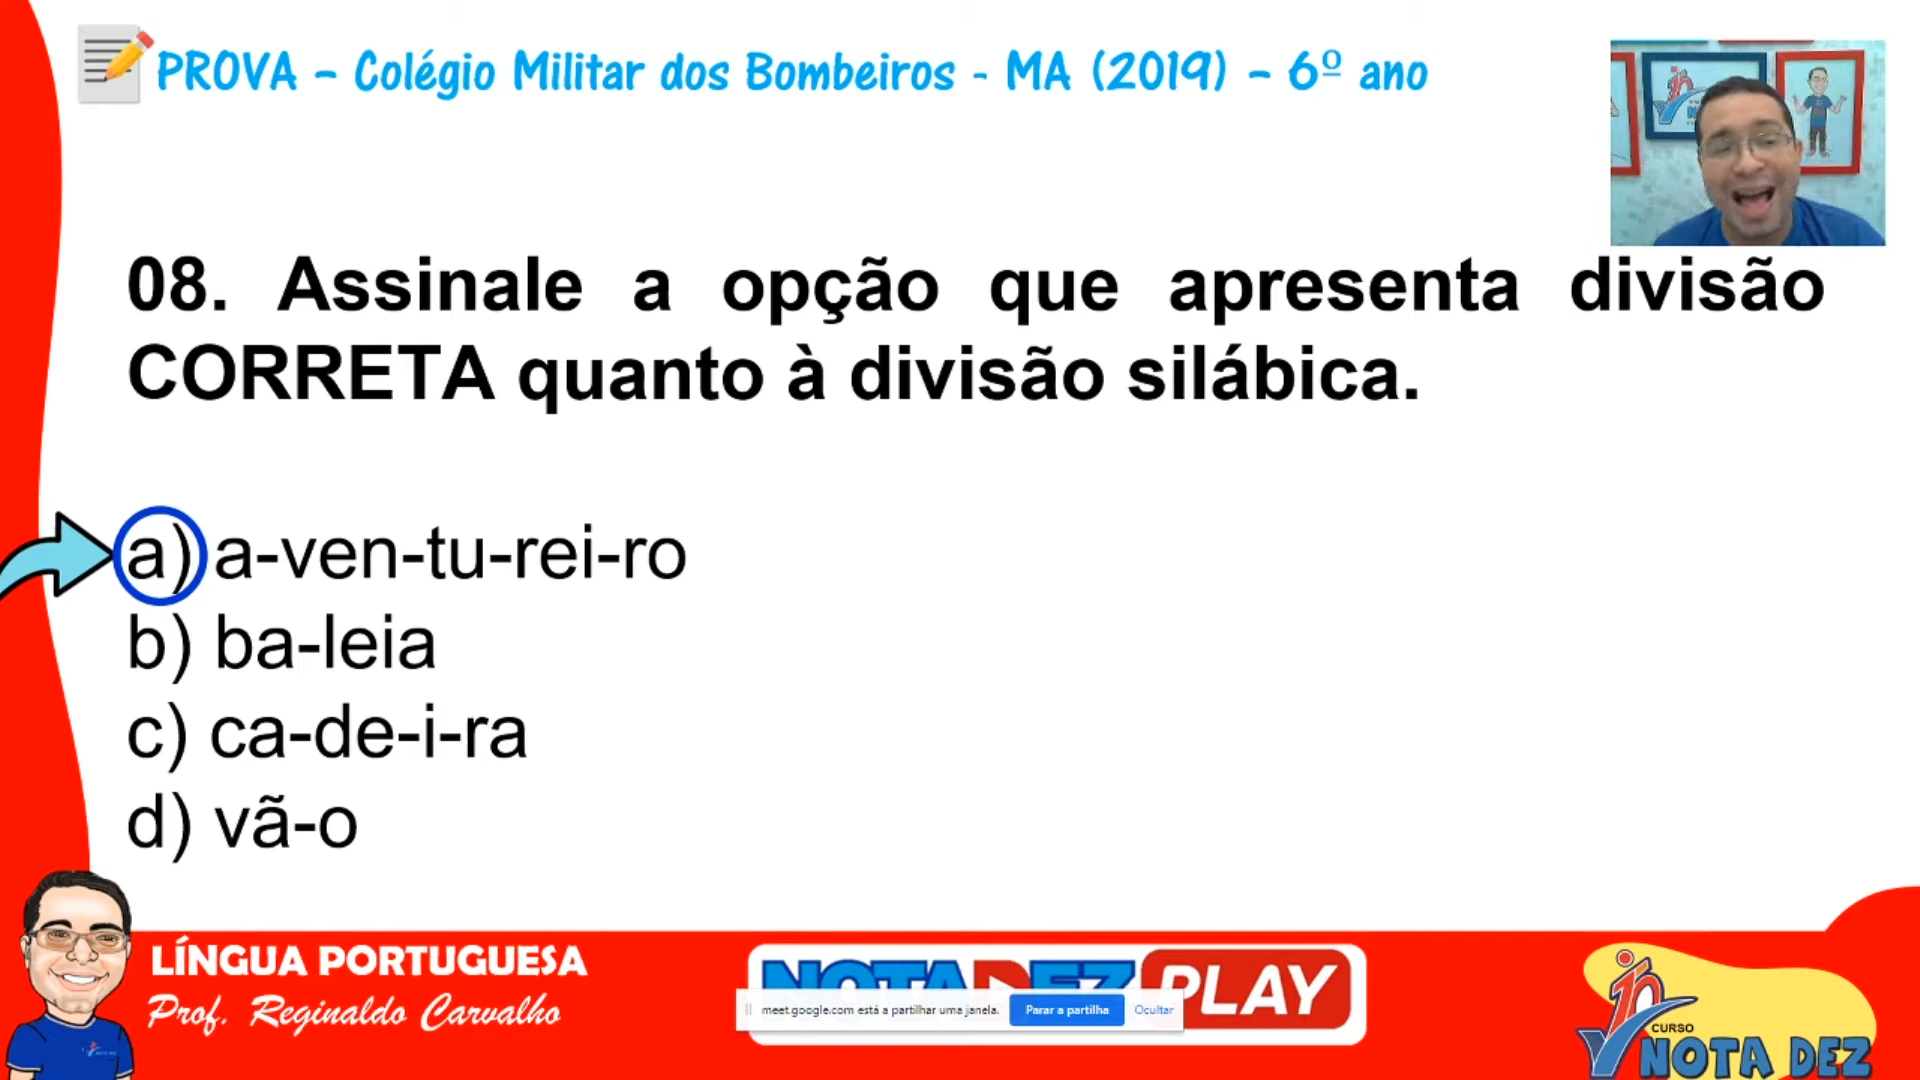 PROVA – Colégio Militar dos Bombeiros - MA (2019) – 6º ano
08. Assinale a opção que apresenta divisão
CORRETA quanto à divisão silábica.
a) a-ven-tu-rei-ro
b) ba-leia
c) ca-de-i-ra
d) vã-o
LÍNGUA PORTUGUESA
Prof. Reginaldo Carvalho
NOTA DEZ PLAY
meet.google.com está a partilhar uma janela.
Parar a partilha
Ocultar
CURSO
NOTA DEZ